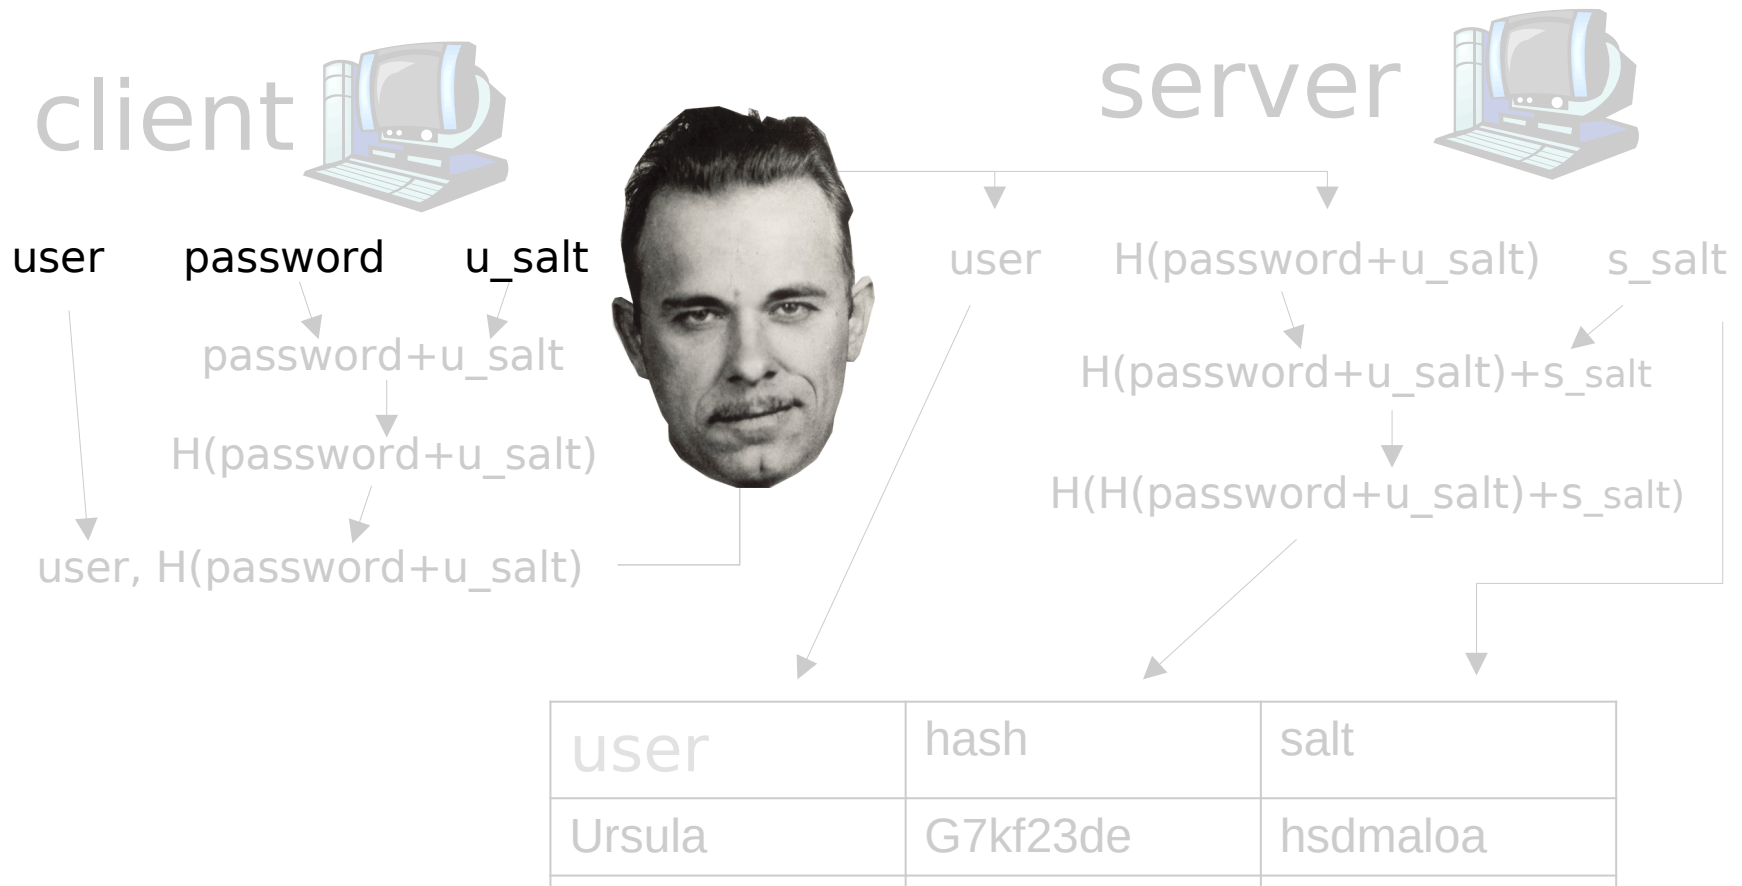 client
server
user password u_salt
user H(password+u_salt) s_salt
password+u_salt
H(password+u_salt)+s_salt
H(password+u_salt)
H(H(password+u_salt)+s_salt)
user, H(password+u_salt)
user hash salt
Ursula G7kf23de hsdmaloa